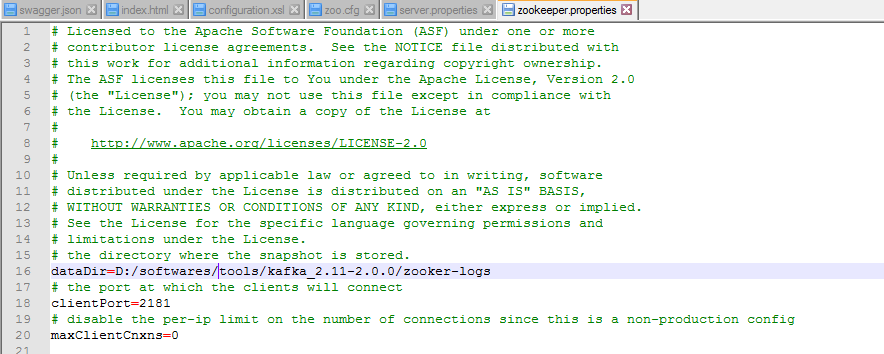 swagger.json index.html configuration.xsl zoo.cfg server.properties zookeeper.properties
1 # Licensed to the Apache Software Foundation (ASF) under one or more
2 # contributor license agreements.  See the NOTICE file distributed with
3 # this work for additional information regarding copyright ownership.
4 # The ASF licenses this file to You under the Apache License, Version 2.0
5 # (the "License"); you may not use this file except in compliance with
6 # the License.  You may obtain a copy of the License at
7 #
8 #    http://www.apache.org/licenses/LICENSE-2.0
9 #
10 # Unless required by applicable law or agreed to in writing, software
11 # distributed under the License is distributed on an "AS IS" BASIS,
12 # WITHOUT WARRANTIES OR CONDITIONS OF ANY KIND, either express or implied.
13 # See the License for the specific language governing permissions and
14 # limitations under the License.
15 # the directory where the snapshot is stored.
16 dataDir=D:/softwares/tools/kafka_2.11-2.0.0/zooker-logs
17 # the port at which the clients will connect
18 clientPort=2181
19 # disable the per-ip limit on the number of connections since this is a non-production config
20 maxClientCnxns=0
21